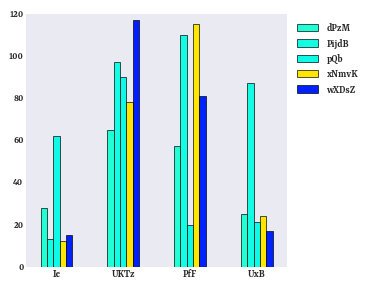 120
100
80
60
40
20
0
Ic
UKTz
PfF
UxB
dPzM
PijdB
pQb
xNmvK
wXDsZ